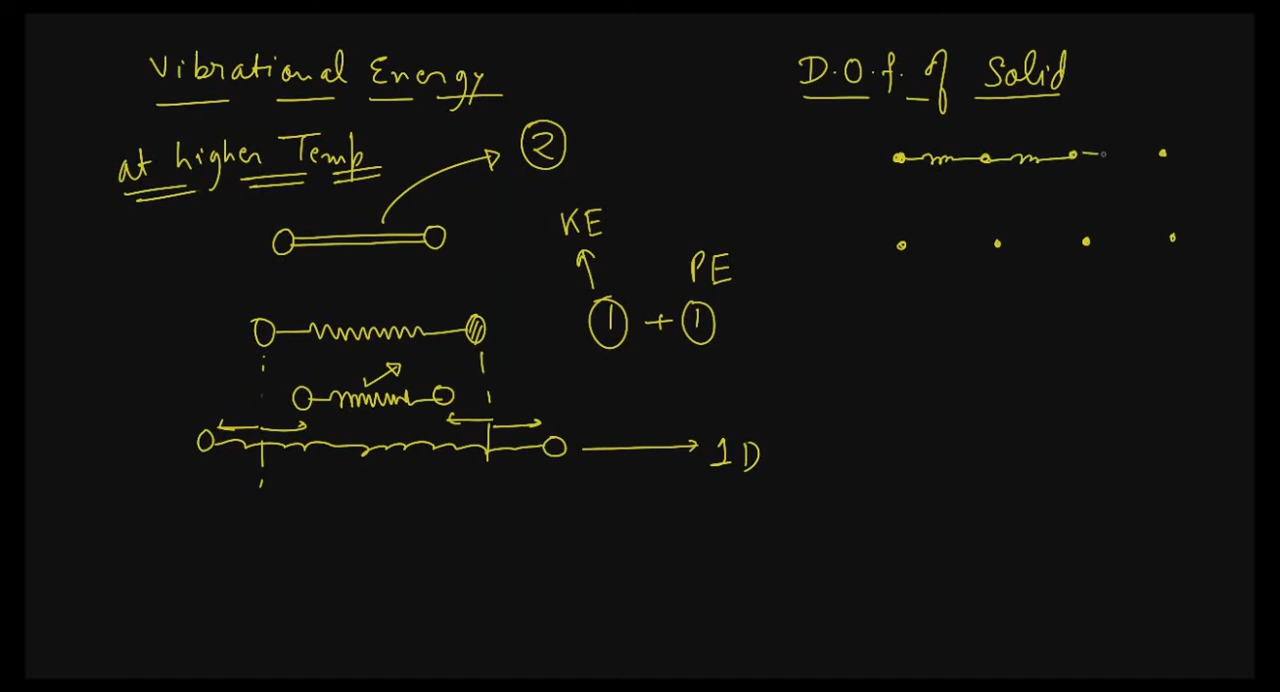 Vibrational Energy
at higher Temp
2
KE
PE
1 + 1
1D
D.O.f. of Solid